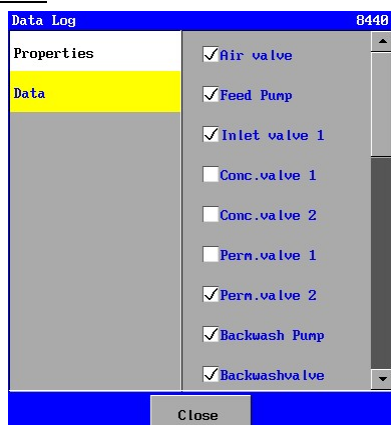 Data Log 8440
Properties
Data
Air valve
Feed Pump
Inlet valve 1
Conc.valve 1
Conc.valve 2
Perm.valve 1
Perm.valve 2
Backwash Pump
Backwashvalve
Close